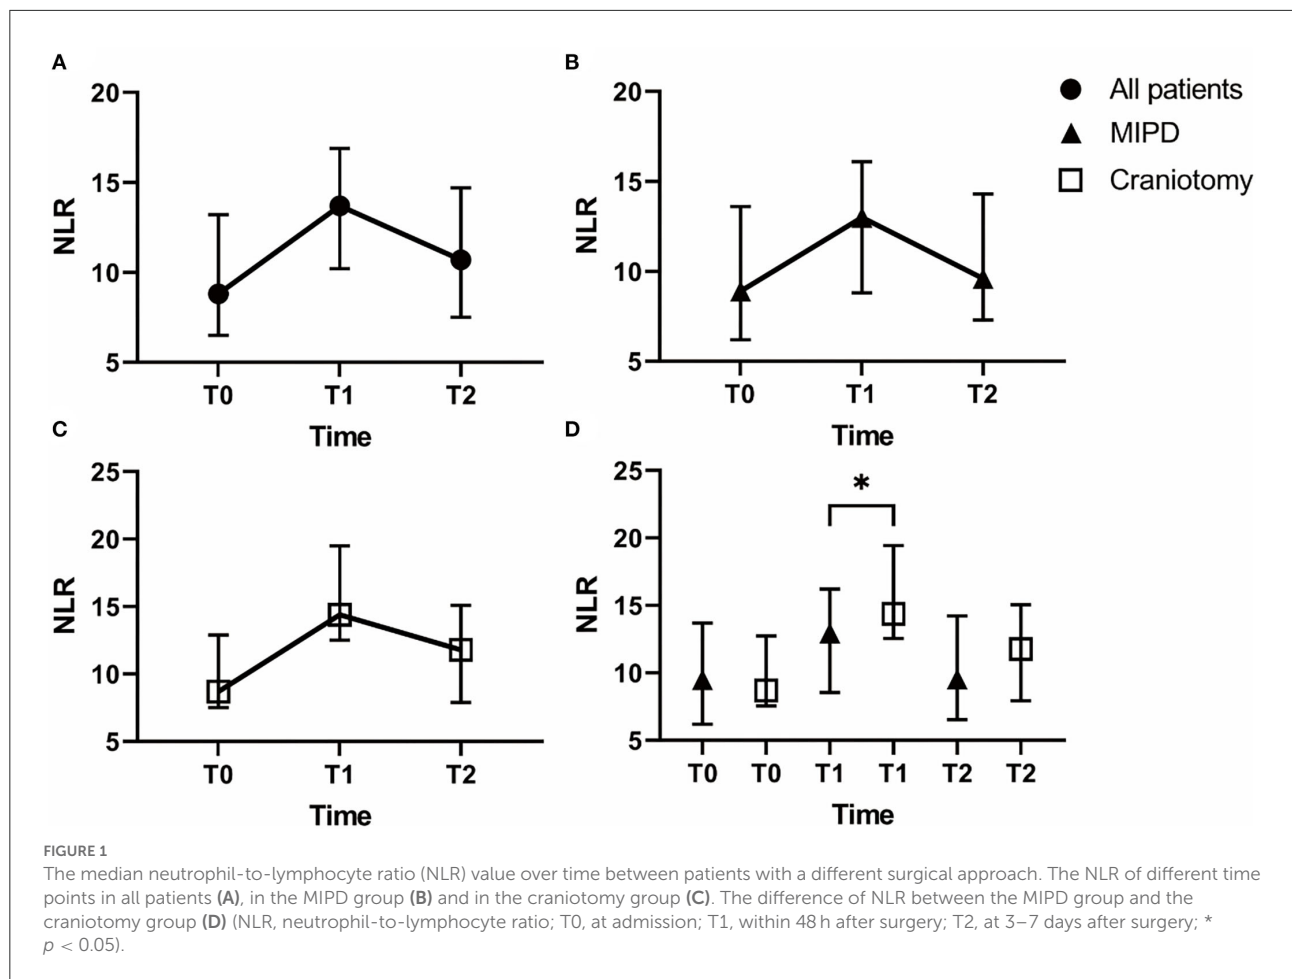 A
20
15
10
5
NLR
T0 T1 T2
Time
B
20
15
10
5
NLR
T0 T1 T2
Time
All patients
MIPD
Craniotomy
C
25
20
15
10
5
NLR
T0 T1 T2
Time
D
25
20
15
10
5
NLR
*
T0 T0 T1 T1 T2 T2
Time
FIGURE 1
The median neutrophil-to-lymphocyte ratio (NLR) value over time between patients with a different surgical approach. The NLR of different time
points in all patients (A), in the MIPD group (B) and in the craniotomy group (C). The difference of NLR between the MIPD group and the
craniotomy group (D) (NLR, neutrophil-to-lymphocyte ratio; T0, at admission; T1, within 48 h after surgery; T2, at 3–7 days after surgery; *
p < 0.05).